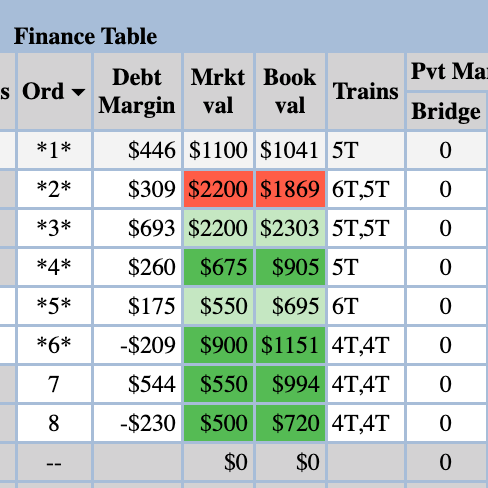 Finance Table
s Ord ▼ Debt Margin Mrkt val Book val Trains Pvt Mar
Bridge
*1* $446 $1100 $1041 5T 0
*2* $309 $2200 $1869 6T,5T 0
*3* $693 $2200 $2303 5T,5T 0
*4* $260 $675 $905 5T 0
*5* $175 $550 $695 6T 0
*6* -$209 $900 $1151 4T,4T 0
7 $544 $550 $994 4T,4T 0
8 -$230 $500 $720 4T,4T 0
-- $0 $0 0